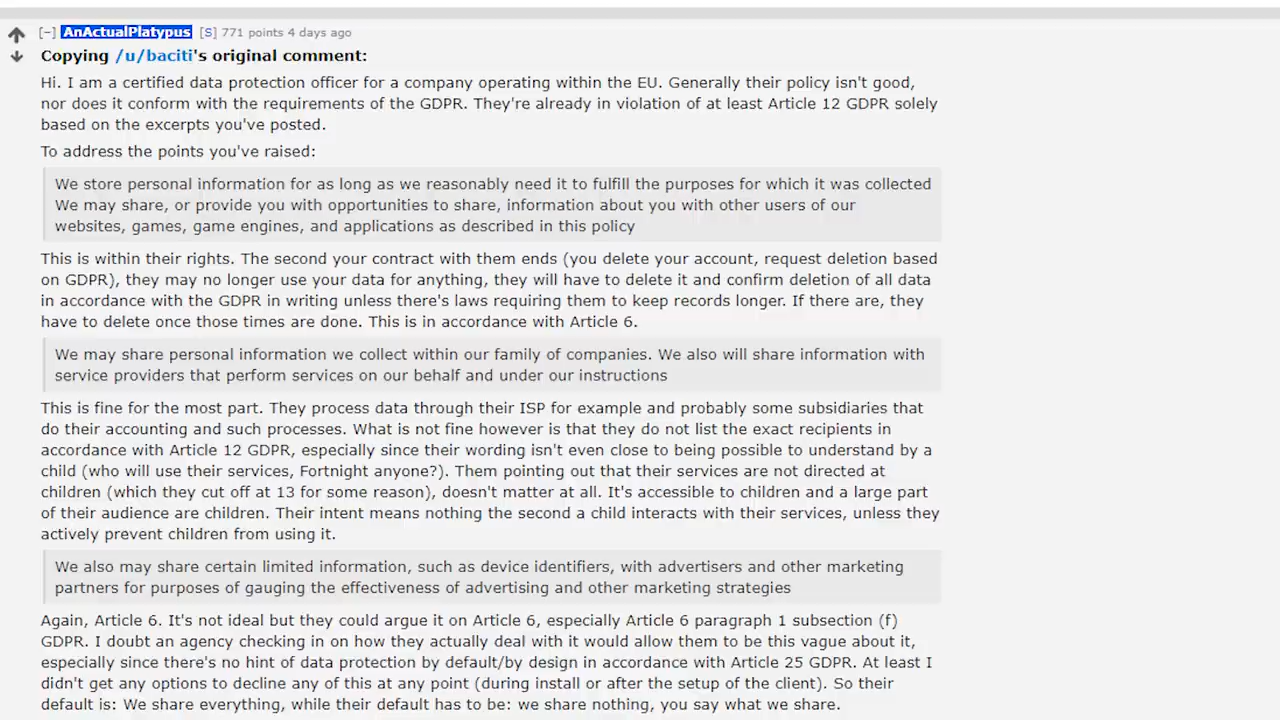 [−] AnActualPlatypus [S] 771 points 4 days ago
Copying /u/baciti's original comment:
Hi. I am a certified data protection officer for a company operating within the EU. Generally their policy isn't good,
nor does it conform with the requirements of the GDPR. They're already in violation of at least Article 12 GDPR solely
based on the excerpts you've posted.
To address the points you've raised:
We store personal information for as long as we reasonably need it to fulfill the purposes for which it was collected
We may share, or provide you with opportunities to share, information about you with other users of our
websites, games, game engines, and applications as described in this policy
This is within their rights. The second your contract with them ends (you delete your account, request deletion based
on GDPR), they may no longer use your data for anything, they will have to delete it and confirm deletion of all data
in accordance with the GDPR in writing unless there's laws requiring them to keep records longer. If there are, they
have to delete once those times are done. This is in accordance with Article 6.
We may share personal information we collect within our family of companies. We also will share information with
service providers that perform services on our behalf and under our instructions
This is fine for the most part. They process data through their ISP for example and probably some subsidiaries that
do their accounting and such processes. What is not fine however is that they do not list the exact recipients in
accordance with Article 12 GDPR, especially since their wording isn't even close to being possible to understand by a
child (who will use their services, Fortnight anyone?). Them pointing out that their services are not directed at
children (which they cut off at 13 for some reason), doesn't matter at all. It's accessible to children and a large part
of their audience are children. Their intent means nothing the second a child interacts with their services, unless they
actively prevent children from using it.
We also may share certain limited information, such as device identifiers, with advertisers and other marketing
partners for purposes of gauging the effectiveness of advertising and other marketing strategies
Again, Article 6. It's not ideal but they could argue it on Article 6, especially Article 6 paragraph 1 subsection (f)
GDPR. I doubt an agency checking in on how they actually deal with it would allow them to be this vague about it,
especially since there's no hint of data protection by default/by design in accordance with Article 25 GDPR. At least I
didn't get any options to decline any of this at any point (during install or after the setup of the client). So their
default is: We share everything, while their default has to be: we share nothing, you say what we share.